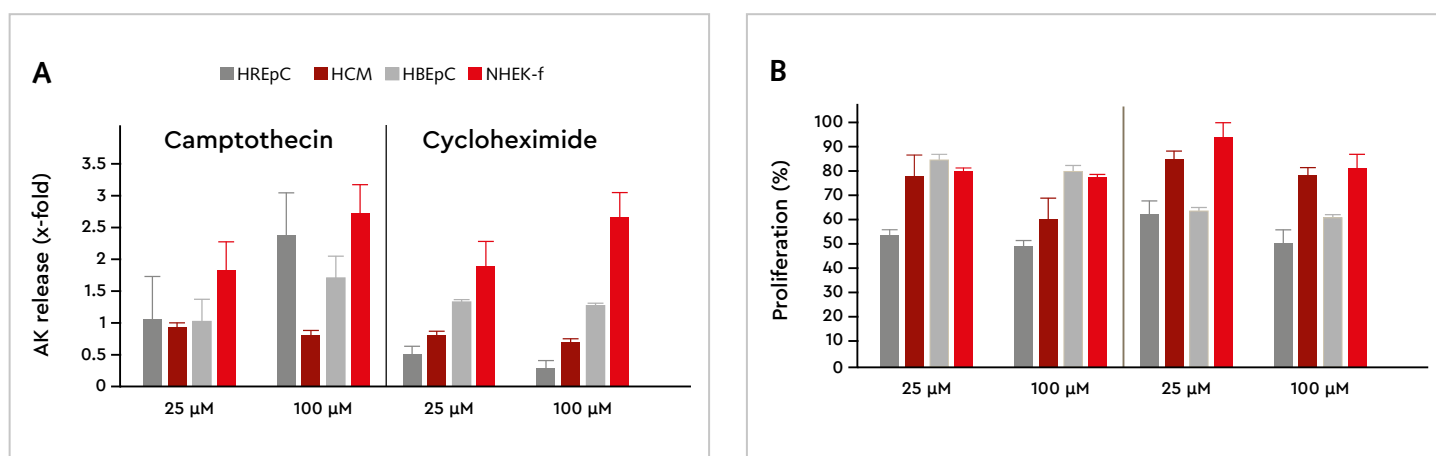 A
HREpC HCM HBEpC NHEK-f
Camptothecin Cycloheximide
AK release (x-fold)
3.5
3
2.5
2
1.5
1
0.5
0
25 µM 100 µM 25 µM 100 µM
B
Proliferation (%)
100
90
80
70
60
50
40
30
20
10
0
25 µM 100 µM 25 µM 100 µM